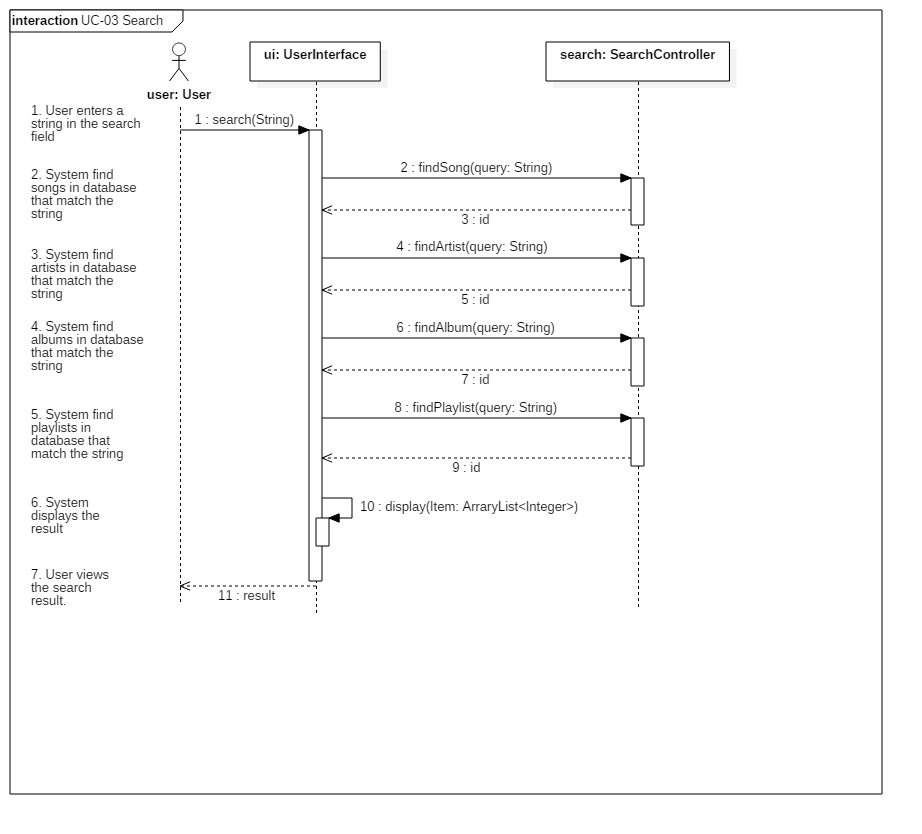 interaction UC-03 Search
ui: UserInterface
search: SearchController
user: User
1. User enters a
string in the search
field
1 : search(String)
2. System find
songs in database
that match the
string
2 : findSong(query: String)
3 : id
3. System find
artists in database
that match the
string
4 : findArtist(query: String)
5 : id
4. System find
albums in database
that match the
string
6 : findAlbum(query: String)
7 : id
5. System find
playlists in
database that
match the string
8 : findPlaylist(query: String)
9 : id
6. System
displays the
result
10 : display(Item: ArraryList<Integer>)
7. User views
the search
result.
11 : result